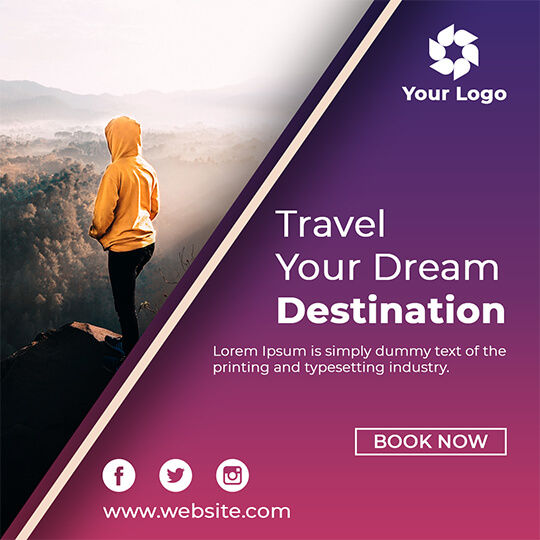 Your Logo
Travel
Your Dream
Destination
Lorem Ipsum is simply dummy text of the
printing and typesetting industry.
BOOK NOW
www.website.com